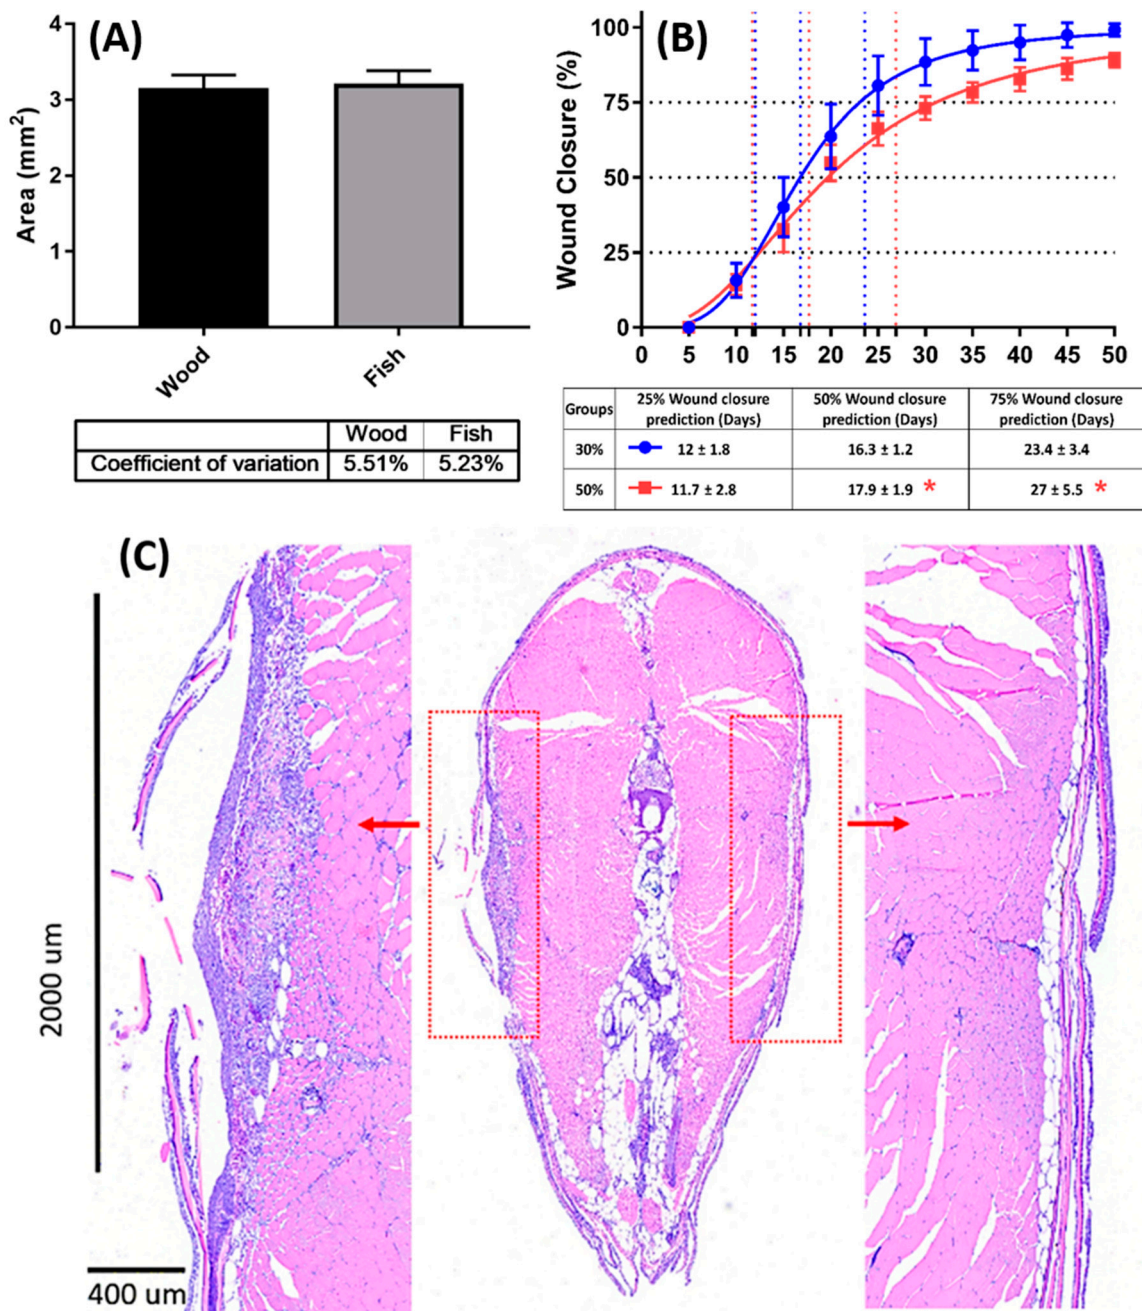 (A)
Area (mm²)
4
3
2
1
0
Wood
Fish
Wood Fish
Coefficient of variation 5.51% 5.23%
(B)
Wound Closure (%)
100
75
50
25
0
0 5 10 15 20 25 30 35 40 45 50
Groups 25% Wound closure prediction (Days) 50% Wound closure prediction (Days) 75% Wound closure prediction (Days)
30% 12 ± 1.8 16.3 ± 1.2 23.4 ± 3.4
50% 11.7 ± 2.8 17.9 ± 1.9 * 27 ± 5.5 *
(C)
2000 um
400 um